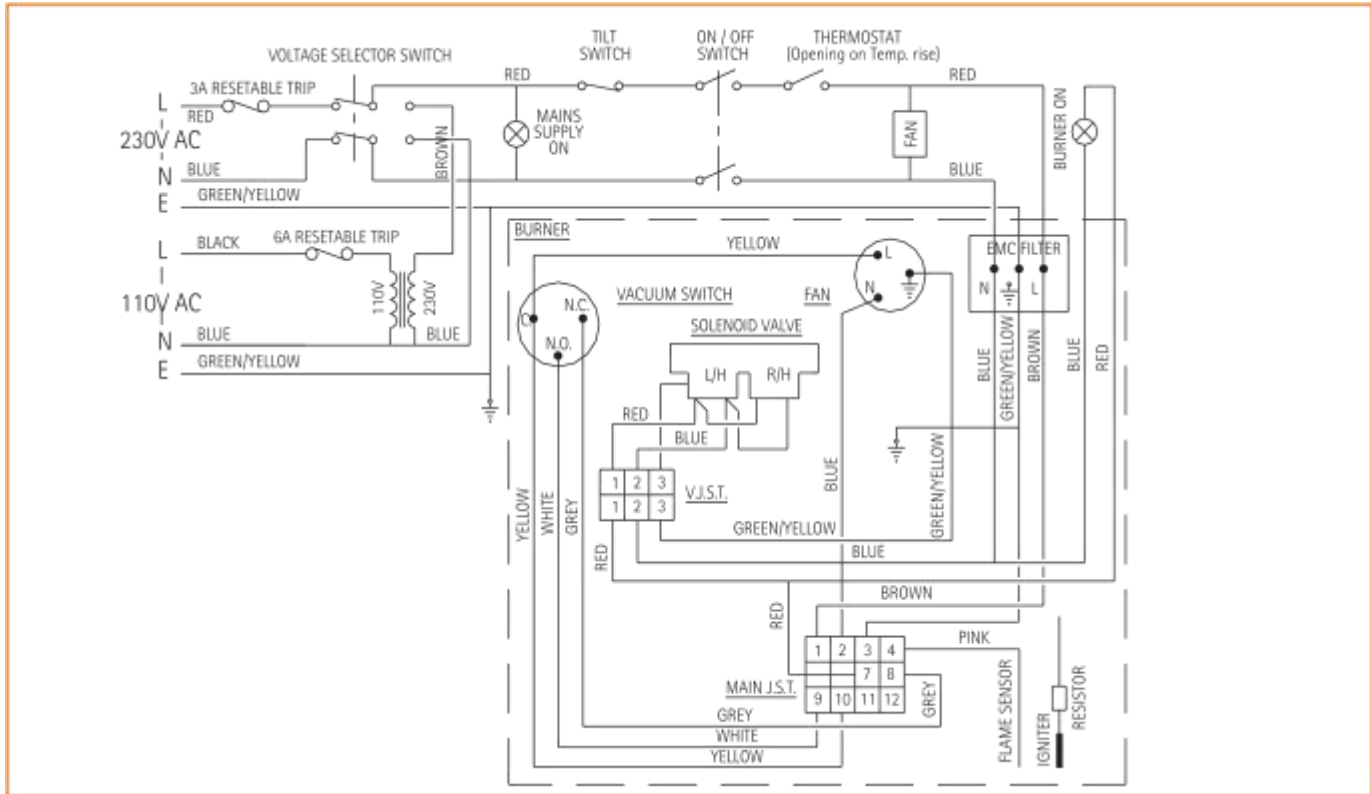 VOLTAGE SELECTOR SWITCH
TILT
SWITCH
ON / OFF
SWITCH
THERMOSTAT
(Opening on Temp. rise)
3A RESETABLE TRIP
RED
RED
L
RED
230V AC
MAINS
SUPPLY
ON
FAN
BURNER ON
BROWN
BLUE
N
BLUE
GREEN/YELLOW
E
BURNER
YELLOW
EMC FILTER
L
BLACK
6A RESETABLE TRIP
L
N
N
L
110V AC
110V
230V
VACUUM SWITCH
FAN
C.
N.C.
N.O.
SOLENOID VALVE
N
BLUE
BLUE
GREEN/YELLOW
E
L/H
R/H
BLUE
GREEN/YELLOW
BROWN
BLUE
RED
RED
BLUE
1 2 3
1 2 3
V.J.S.T.
BLUE
GREEN/YELLOW
YELLOW
WHITE
GREY
GREEN/YELLOW
BLUE
RED
BROWN
RED
PINK
1 2 3 4
7 8
9 10 11 12
MAIN J.S.T.
GREY
GREY
WHITE
YELLOW
FLAME SENSOR
IGNITER
RESISTOR